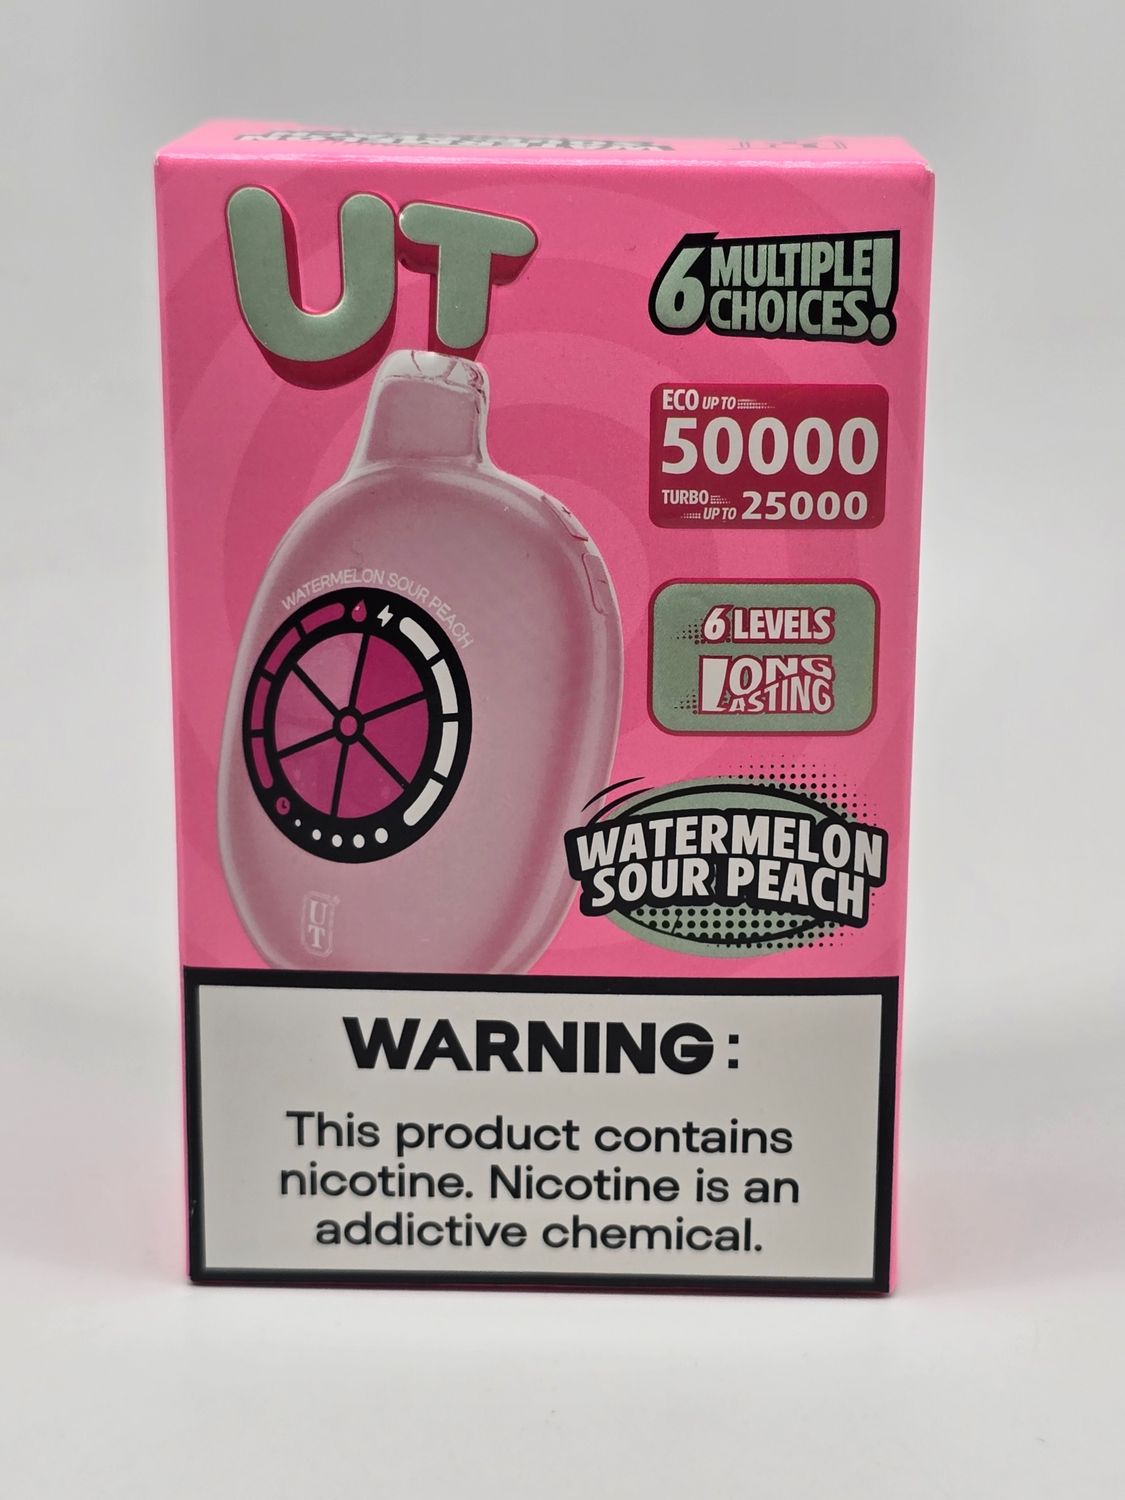 UT
6 MULTIPLE
CHOICES!
ECO UP TO
50000
TURBO
UP TO 25000
6 LEVELS
LONG
LASTING
WATERMELON SOUR PEACH
WATERMELON
SOUR PEACH
UT
WARNING:
This product contains
nicotine. Nicotine is an
addictive chemical.